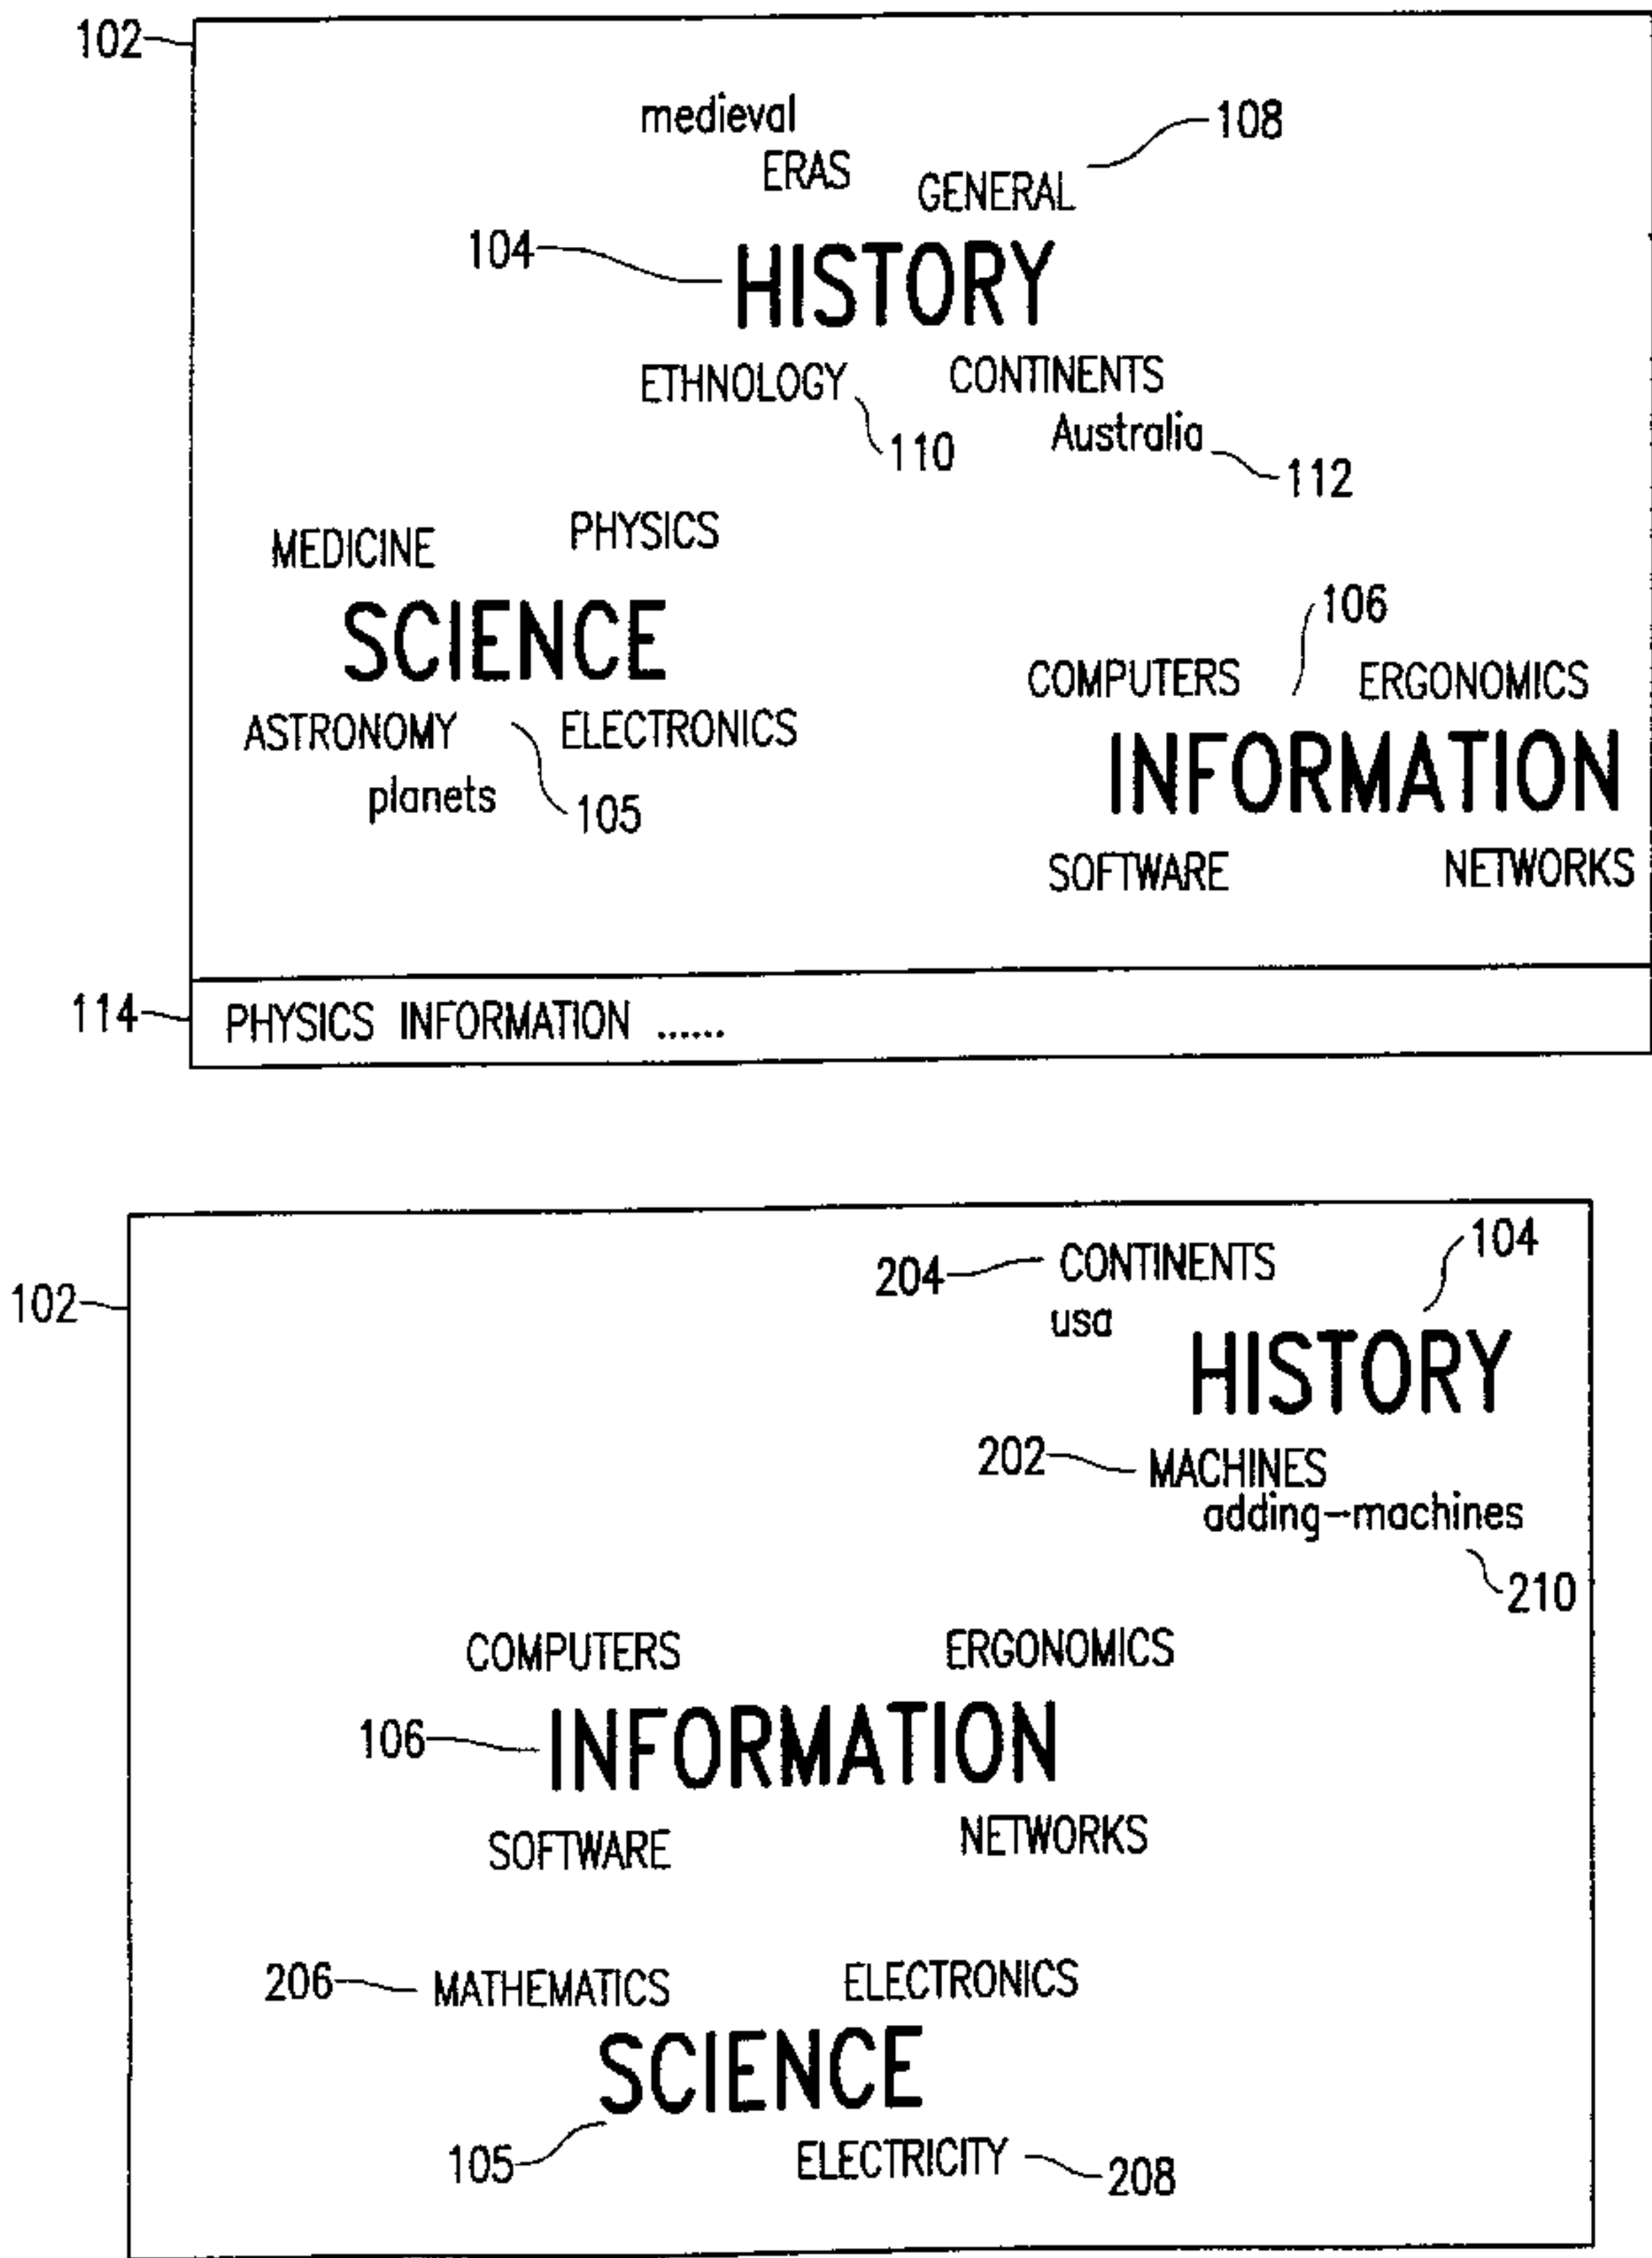 102
medieval
108
ERAS
GENERAL
104
HISTORY
ETHNOLOGY
CONTINENTS
110
Australia
112
MEDICINE
PHYSICS
106
SCIENCE
COMPUTERS
ERGONOMICS
ASTRONOMY
ELECTRONICS
INFORMATION
planets
105
SOFTWARE
NETWORKS
114
PHYSICS INFORMATION ......
102
204
CONTINENTS
104
usa
HISTORY
202
MACHINES
adding-machines
210
COMPUTERS
ERGONOMICS
106
INFORMATION
SOFTWARE
NETWORKS
206
MATHEMATICS
ELECTRONICS
SCIENCE
105
ELECTRICITY
208